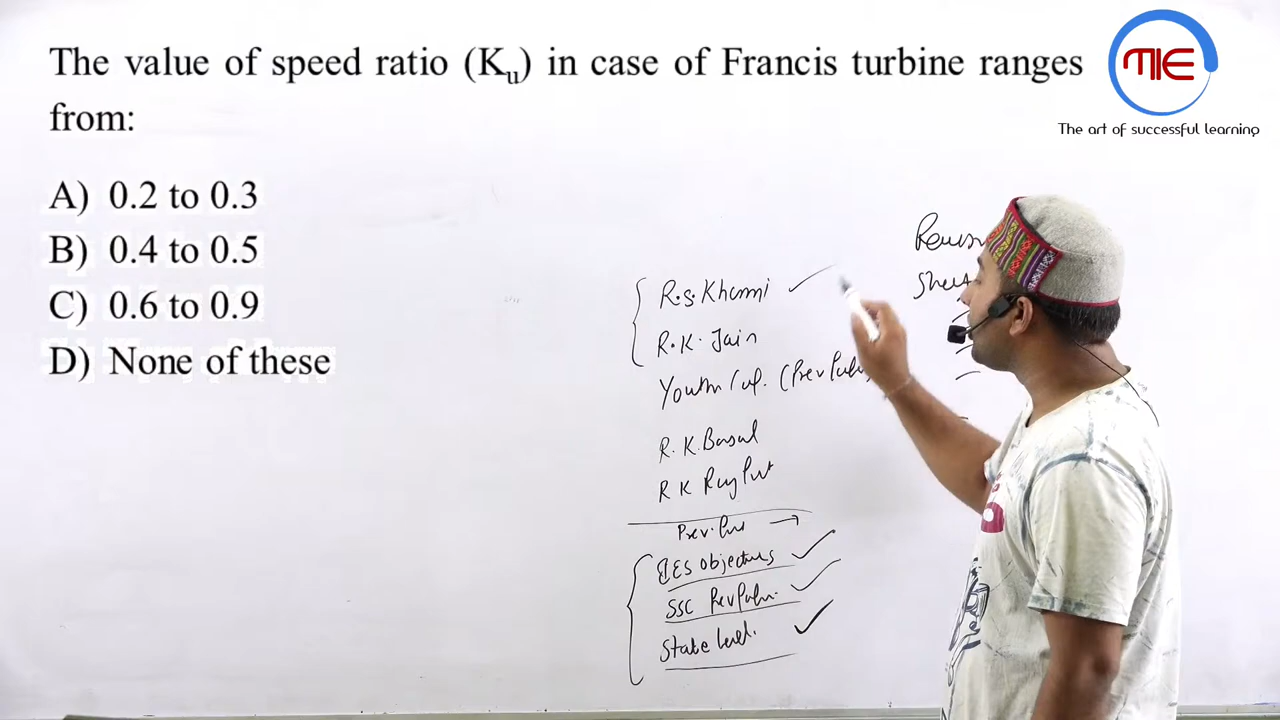 The value of speed ratio (Ku) in case of Francis turbine ranges
from:
A) 0.2 to 0.3
B) 0.4 to 0.5
C) 0.6 to 0.9
D) None of these
MIE
The art of successful learning
R.S. Khurmi
R.K. Jain
Youth
R.K. Bansal
R K Rajput
IES Objectives
SSC
State level.